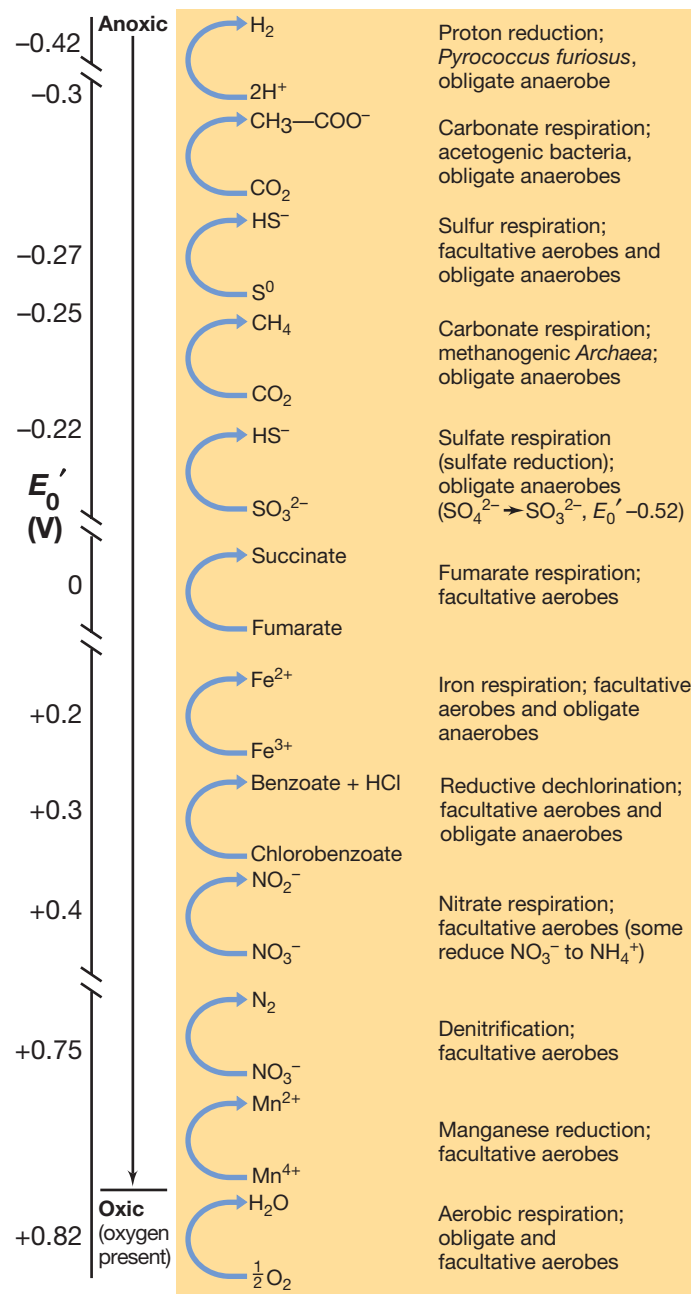 Anoxic
−0.42
H₂
2H⁺
Proton reduction;
Pyrococcus furiosus,
obligate anaerobe
−0.3
CH₃—COO⁻
CO₂
Carbonate respiration;
acetogenic bacteria,
obligate anaerobes
−0.27
HS⁻
S⁰
Sulfur respiration;
facultative aerobes and
obligate anaerobes
−0.25
CH₄
CO₂
Carbonate respiration;
methanogenic Archaea;
obligate anaerobes
−0.22
HS⁻
SO₃²⁻
Sulfate respiration
(sulfate reduction);
obligate anaerobes
(SO₄²⁻ → SO₃²⁻, E₀′ −0.52)
E₀′
(V)
0
Succinate
Fumarate
Fumarate respiration;
facultative aerobes
+0.2
Fe²⁺
Fe³⁺
Iron respiration; facultative
aerobes and obligate
anaerobes
+0.3
Benzoate + HCl
Chlorobenzoate
Reductive dechlorination;
facultative aerobes and
obligate anaerobes
+0.4
NO₂⁻
NO₃⁻
Nitrate respiration;
facultative aerobes (some
reduce NO₃⁻ to NH₄⁺)
+0.75
N₂
NO₃⁻
Denitrification;
facultative aerobes
Mn²⁺
Mn⁴⁺
Manganese reduction;
facultative aerobes
Oxic
(oxygen
present)
+0.82
H₂O
½ O₂
Aerobic respiration;
obligate and
facultative aerobes